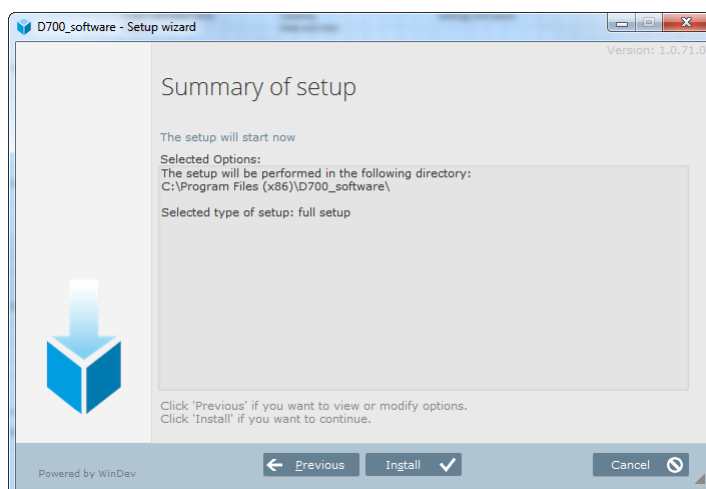 D700_software - Setup wizard
Version: 1.0.71.0
Summary of setup
The setup will start now
Selected Options:
The setup will be performed in the following directory:
C:\Program Files (x86)\D700_software\
Selected type of setup: full setup
Click 'Previous' if you want to view or modify options.
Click 'Install' if you want to continue.
Powered by WinDev
Previous
Install
Cancel